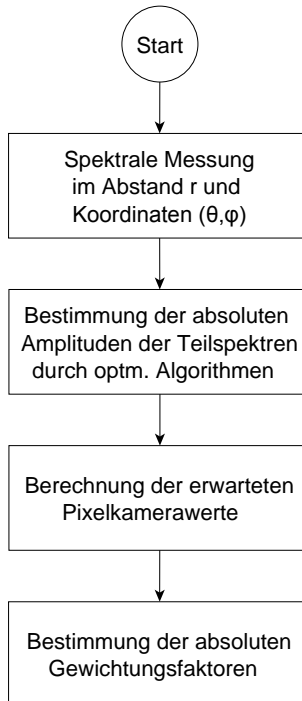 Start
Spektrale Messung
im Abstand r und
Koordinaten (θ,φ)
Bestimmung der absoluten
Amplituden der Teilspektren
durch optm. Algorithmen
Berechnung der erwarteten
Pixelkamerawerte
Bestimmung der absoluten
Gewichtungsfaktoren